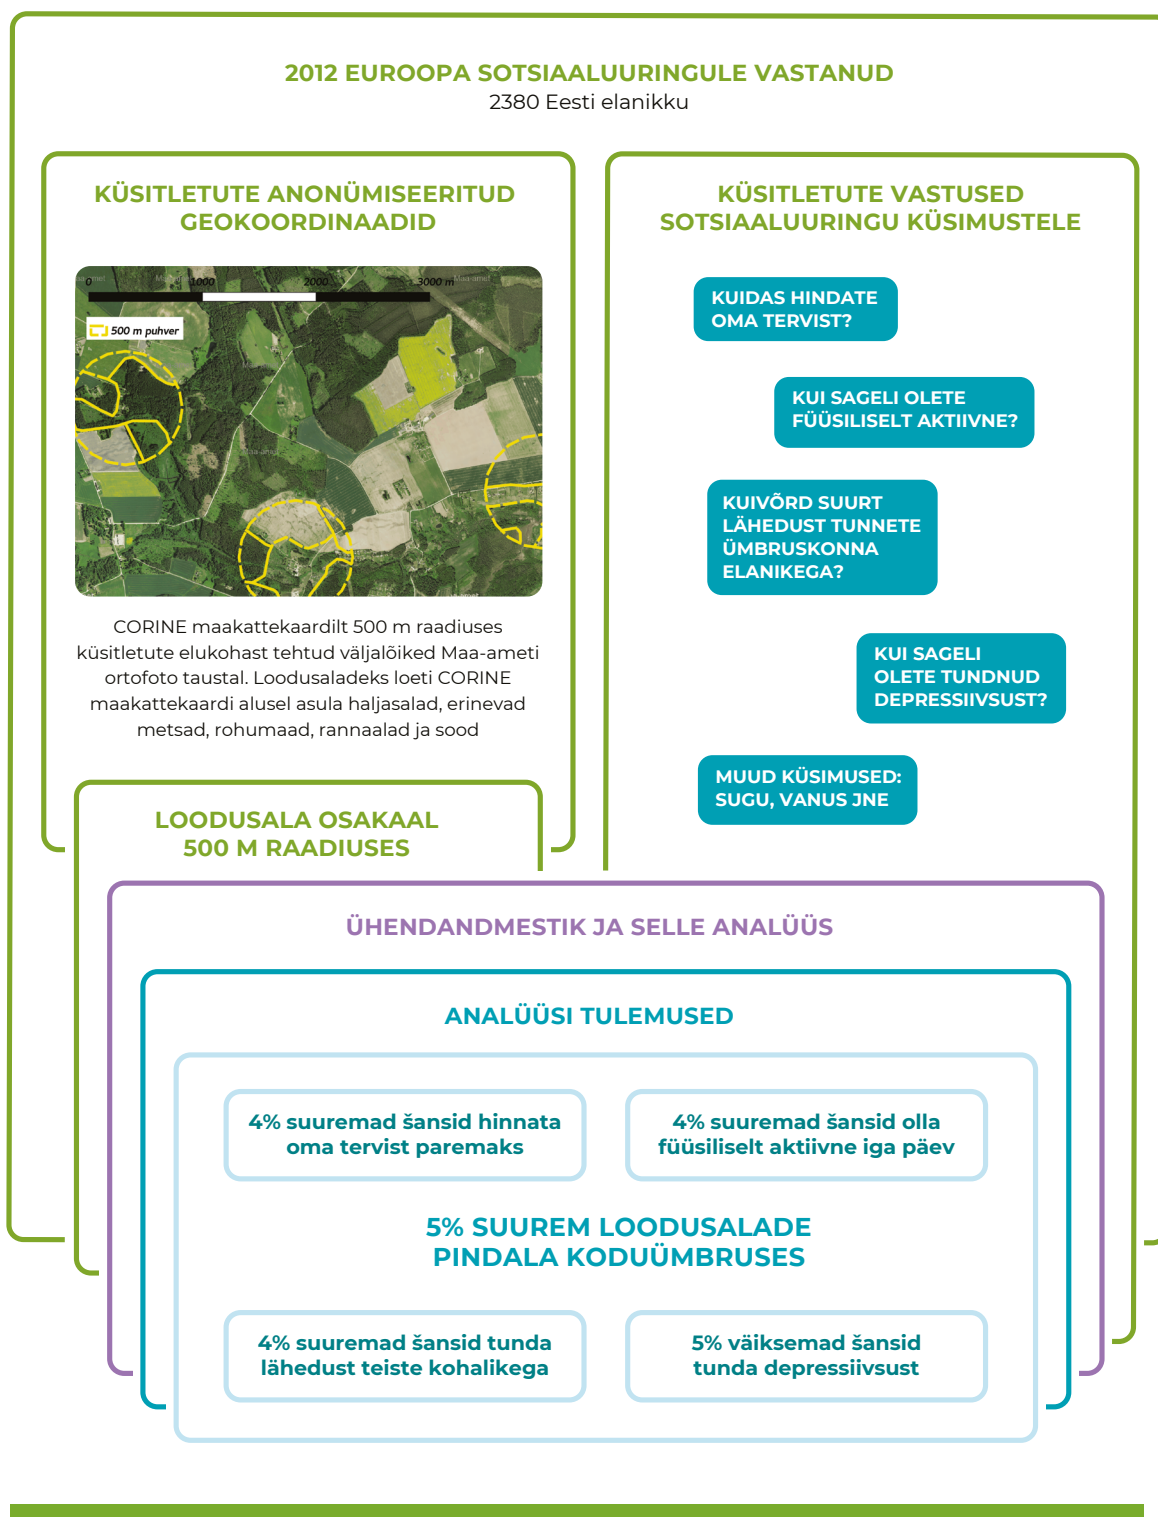 2012 EUROOPA SOTSIAALUURINGULE VASTANUD
2380 Eesti elanikku
KÜSITLETUTE ANONÜMISEERITUD
GEOKOORDINAADID
0 1000 2000 3000 m
Maa-amet
500 m puhver
CORINE maakattekaardilt 500 m raadiuses
küsitletute elukohast tehtud väljalõiked Maa-ameti
ortofoto taustal. Loodusaladeks loeti CORINE
maakattekaardi alusel asula haljasalad, erinevad
metsad, rohumaad, rannaalad ja sood
LOODUSALA OSAKAAL
500 M RAADIUSES
KÜSITLETUTE VASTUSED
SOTSIAALUURINGU KÜSIMUSTELE
KUIDAS HINDATE
OMA TERVIST?
KUI SAGELI OLETE
FÜÜSILISELT AKTIIVNE?
KUIVÕRD SUURT
LÄHEDUST TUNNETE
ÜMBRUSKONNA
ELANIKEGA?
KUI SAGELI
OLETE TUNDNUD
DEPRESSIIVSUST?
MUUD KÜSIMUSED:
SUGU, VANUS JNE
ÜHENDANDMESTIK JA SELLE ANALÜÜS
ANALÜÜSI TULEMUSED
4% suuremad šansid hinnata
oma tervist paremaks
4% suuremad šansid olla
füüsiliselt aktiivne iga päev
5% SUUREM LOODUSALADE
PINDALA KODUÜMBRUSES
4% suuremad šansid tunda
lähedust teiste kohalikega
5% väiksemad šansid
tunda depressiivsust